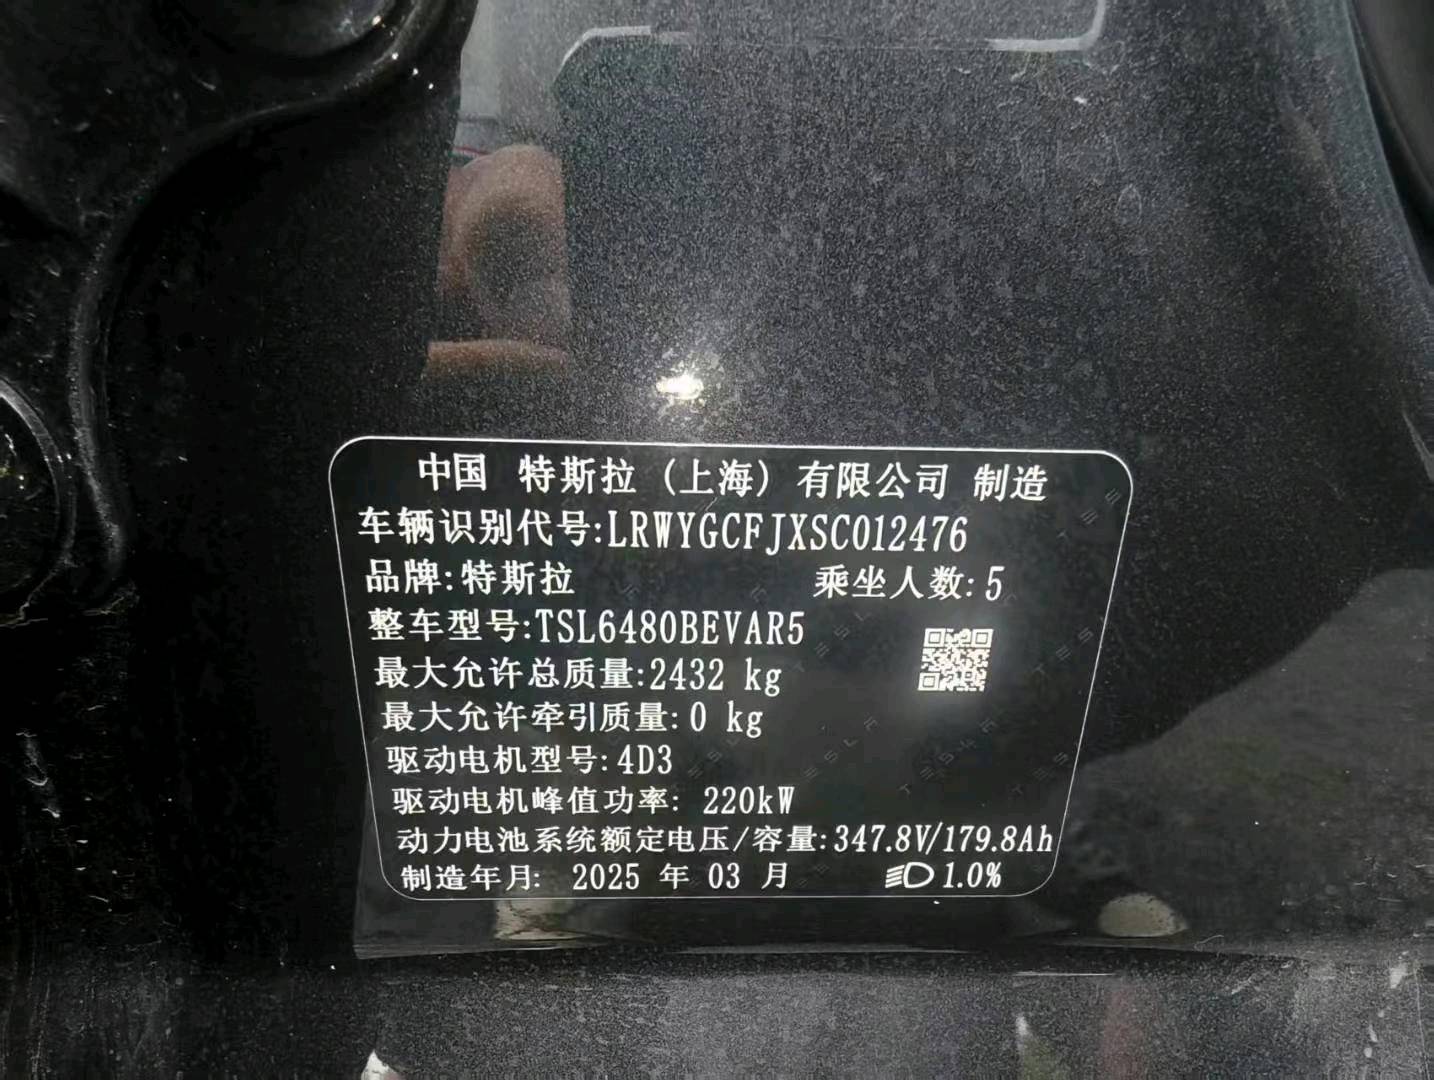 中国 特斯拉（上海）有限公司 制造
车辆识别代号:LRWYGCFJXSC012476
品牌:特斯拉 乘坐人数:5
整车型号:TSL6480BEVAR5
最大允许总质量:2432 kg
最大允许牵引质量:0 kg
驱动电机型号:4D3
驱动电机峰值功率: 220kW
动力电池系统额定电压/容量:347.8V/179.8Ah
制造年月: 2025 年 03 月 1.0%